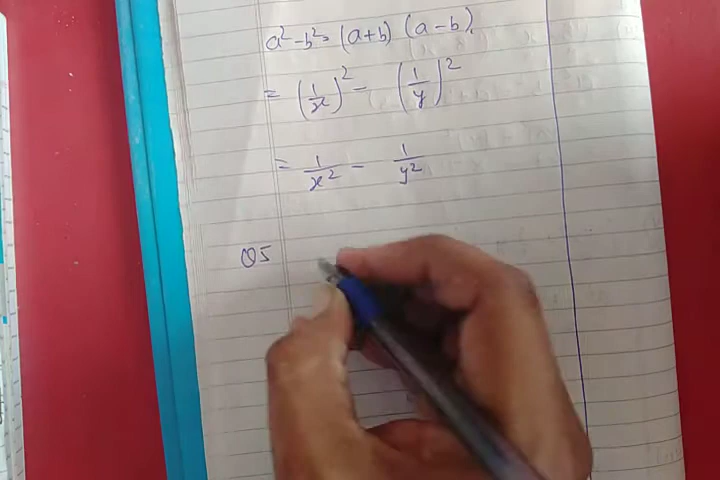 a² - b² = (a+b) (a-b).
= (1/x)² - (1/y)²
= 1/x² - 1/y²
Q5